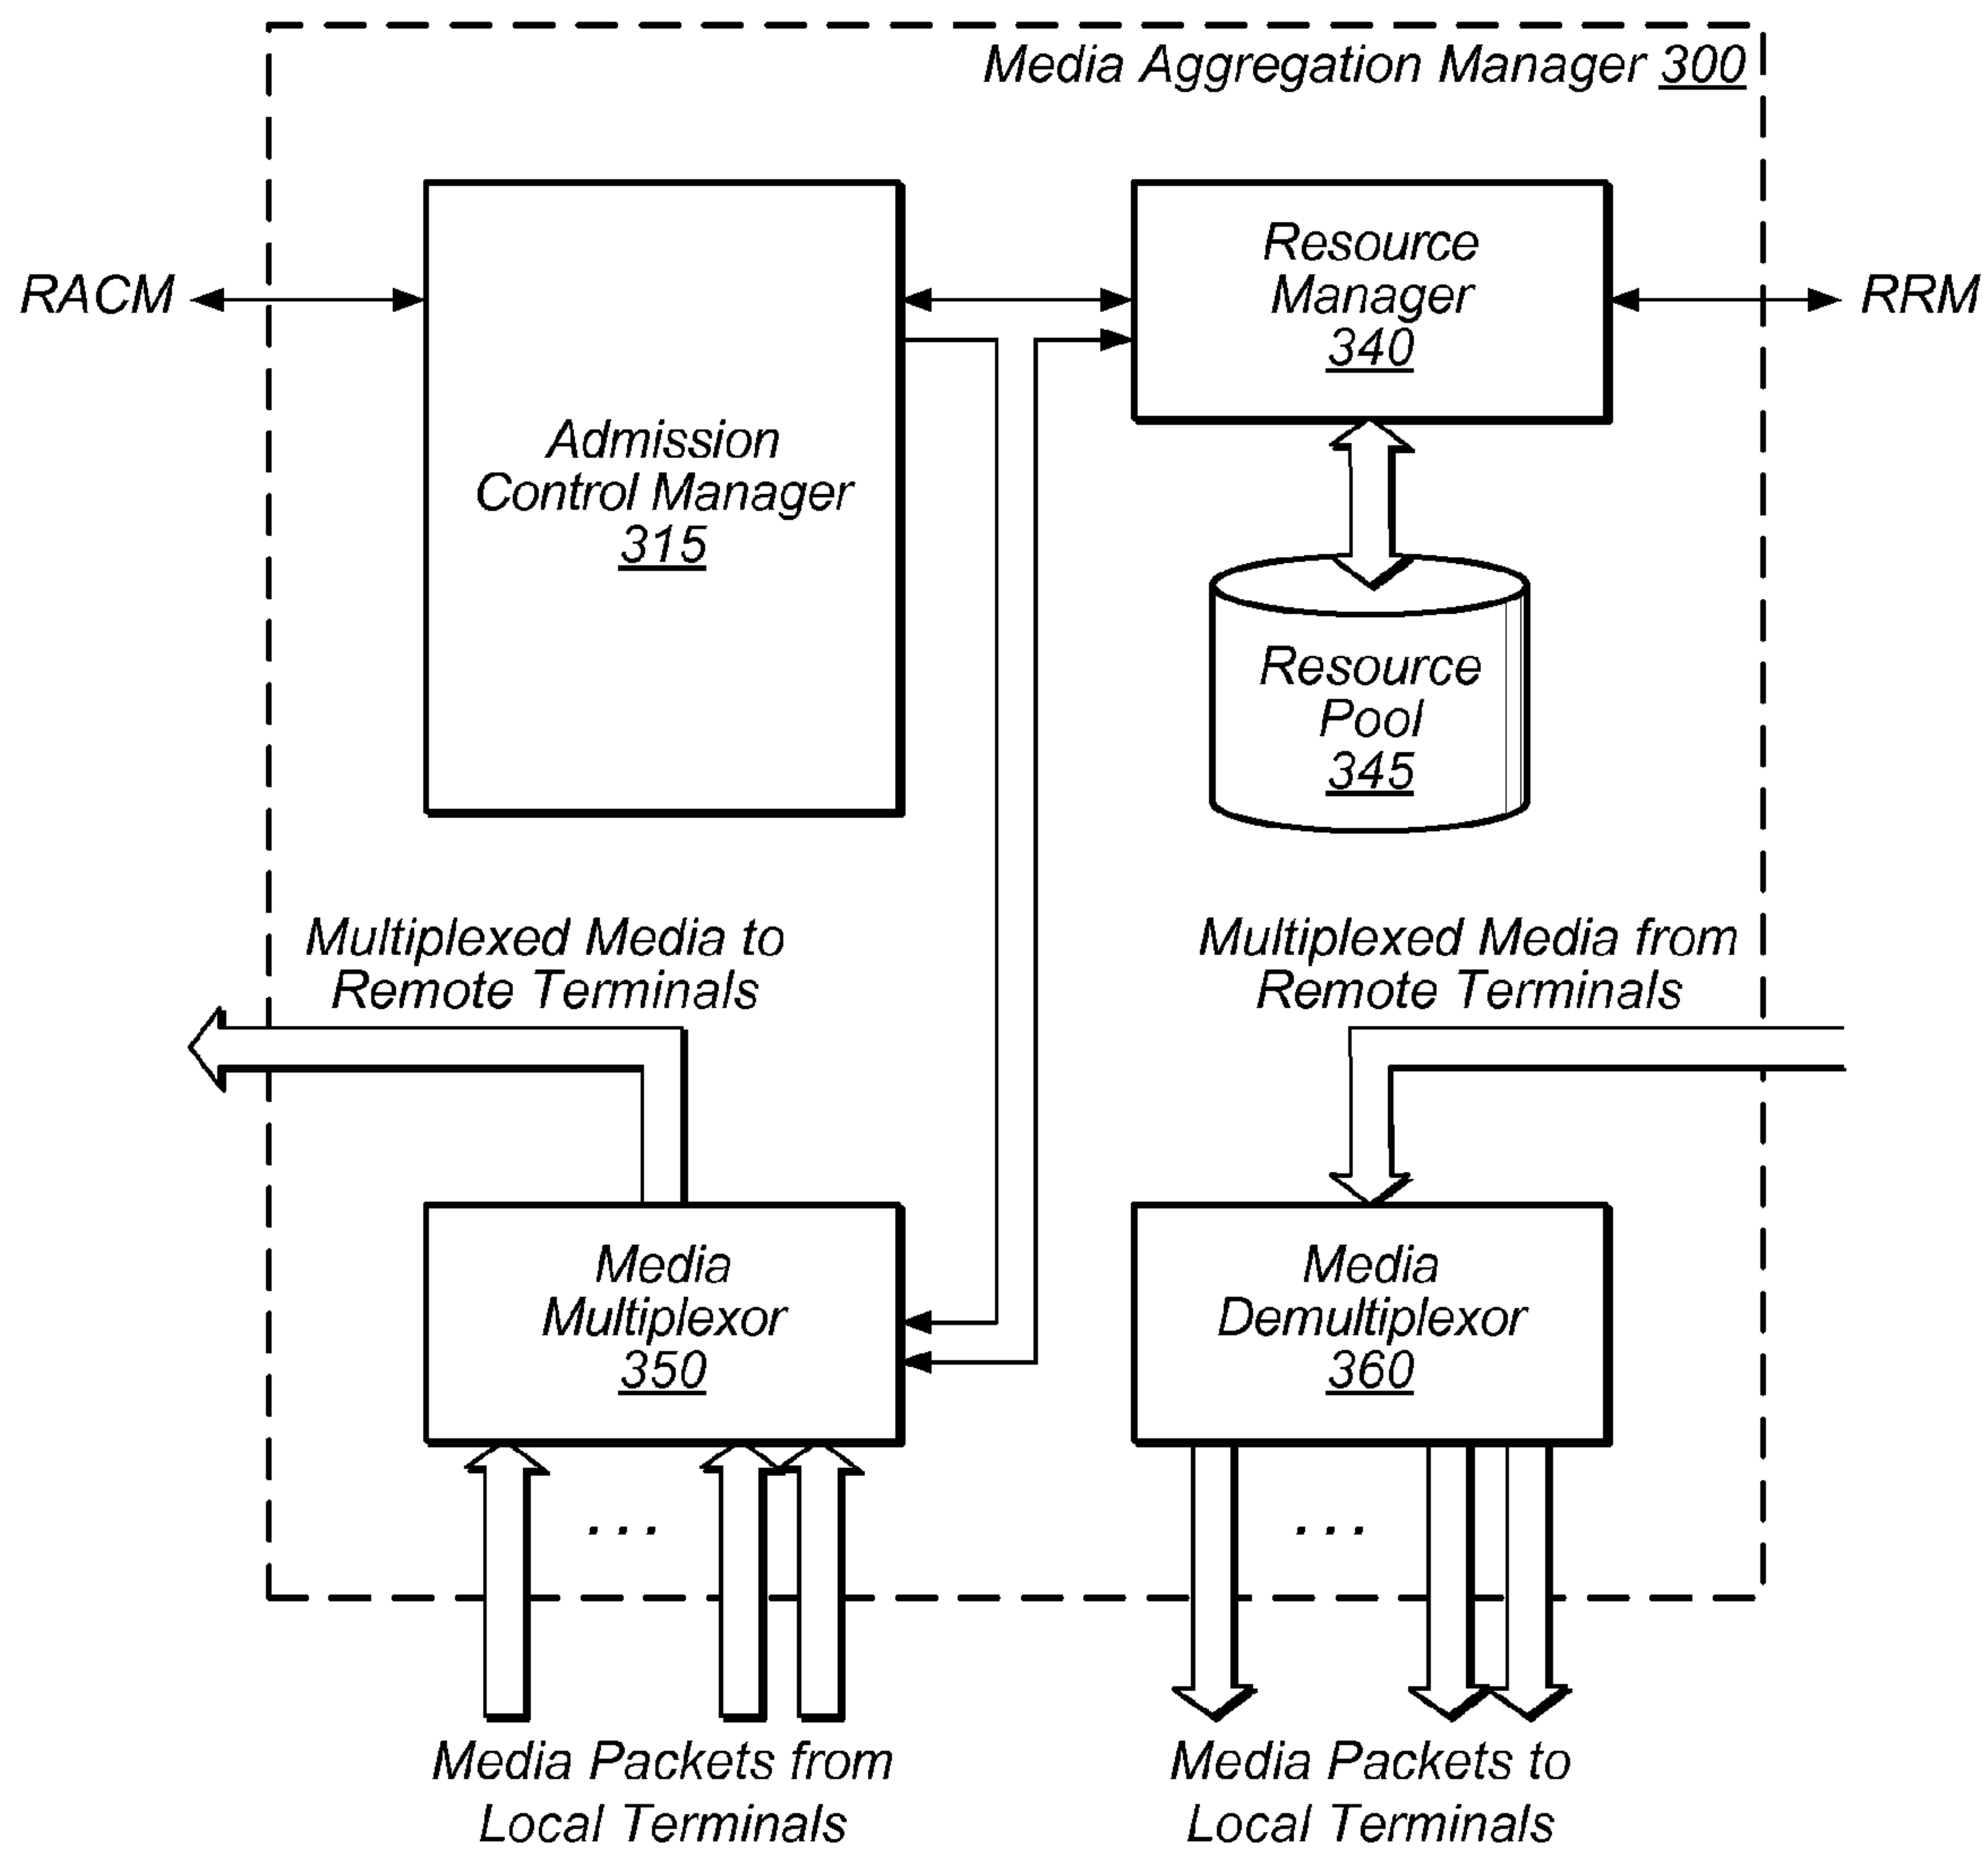 Media Aggregation Manager 300
RACM
Admission
Control Manager
315
Resource
Manager
340
RRM
Resource
Pool
345
Multiplexed Media to
Remote Terminals
Multiplexed Media from
Remote Terminals
Media
Multiplexor
350
Media
Demultiplexor
360
...
...
Media Packets from
Local Terminals
Media Packets to
Local Terminals